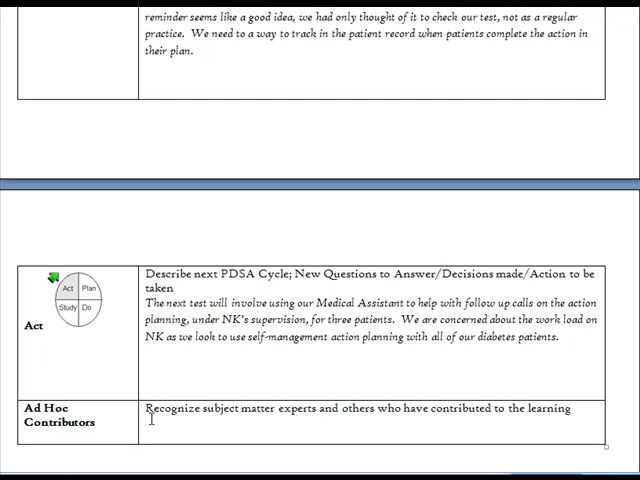 reminder seems like a good idea, we had only thought of it to check our test, not as a regular
practice. We need to a way to track in the patient record when patients complete the action in
their plan.
Act Plan
Study Do
Act
Describe next PDSA Cycle; New Questions to Answer/Decisions made/Action to be
taken
The next test will involve using our Medical Assistant to help with follow up calls on the action
planning, under NK's supervision, for three patients. We are concerned about the work load on
NK as we look to use self-management action planning with all of our diabetes patients.
Ad Hoc
Contributors
Recognize subject matter experts and others who have contributed to the learning